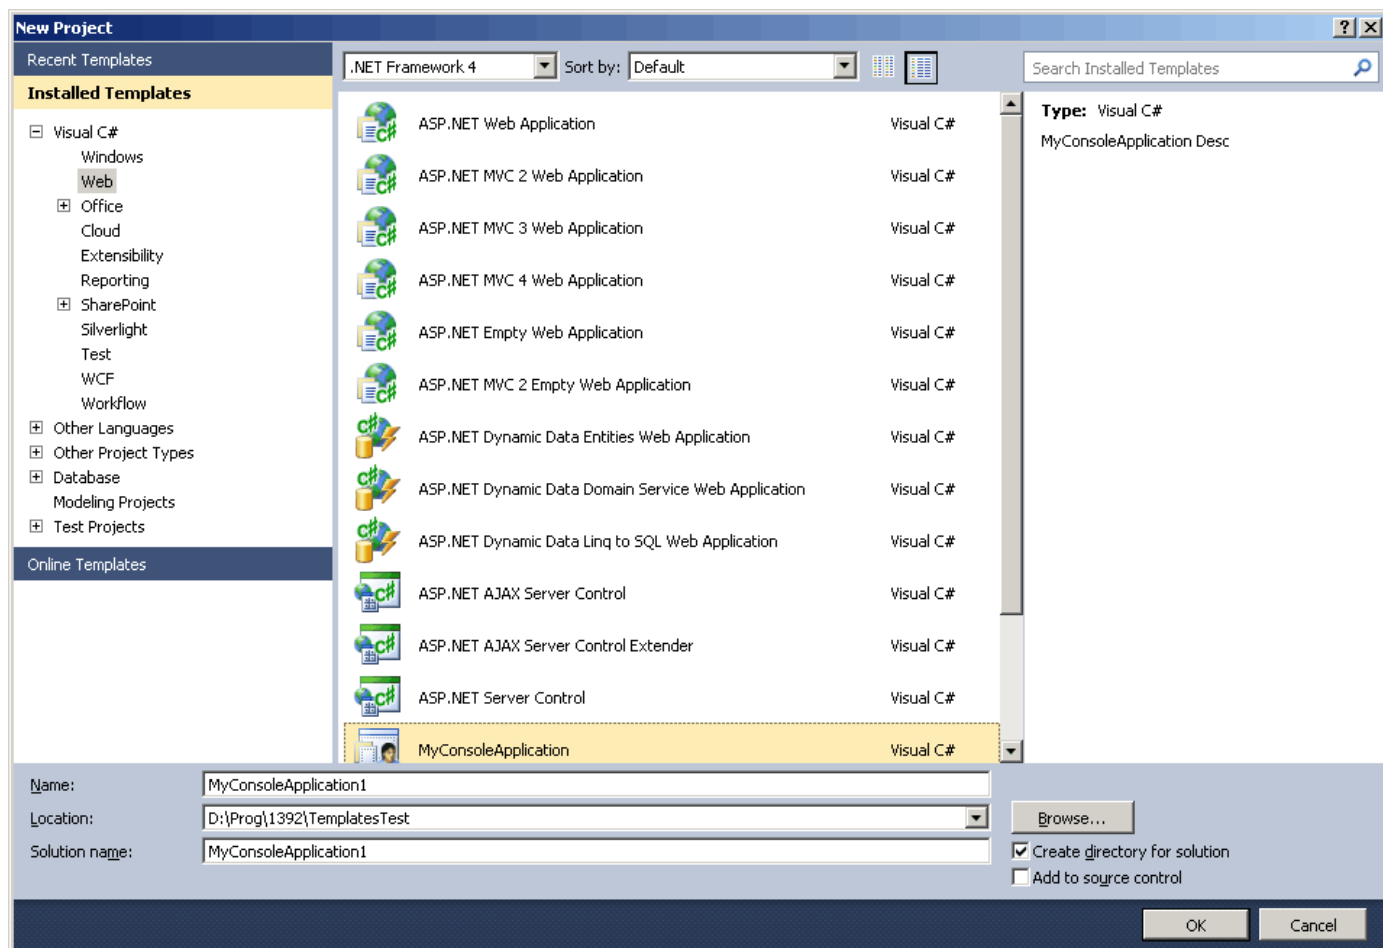 New Project
Recent Templates
.NET Framework 4 Sort by: Default
Search Installed Templates
Installed Templates
Visual C#
Windows
Web
Office
Cloud
Extensibility
Reporting
SharePoint
Silverlight
Test
WCF
Workflow
Other Languages
Other Project Types
Database
Modeling Projects
Test Projects
Online Templates
ASP.NET Web Application Visual C#
ASP.NET MVC 2 Web Application Visual C#
ASP.NET MVC 3 Web Application Visual C#
ASP.NET MVC 4 Web Application Visual C#
ASP.NET Empty Web Application Visual C#
ASP.NET MVC 2 Empty Web Application Visual C#
ASP.NET Dynamic Data Entities Web Application Visual C#
ASP.NET Dynamic Data Domain Service Web Application Visual C#
ASP.NET Dynamic Data Linq to SQL Web Application Visual C#
ASP.NET AJAX Server Control Visual C#
ASP.NET AJAX Server Control Extender Visual C#
ASP.NET Server Control Visual C#
MyConsoleApplication Visual C#
Type: Visual C#
MyConsoleApplication Desc
Name: MyConsoleApplication1
Location: D:\Prog\1392\TemplatesTest Browse...
Solution name: MyConsoleApplication1 Create directory for solution
Add to source control
OK Cancel